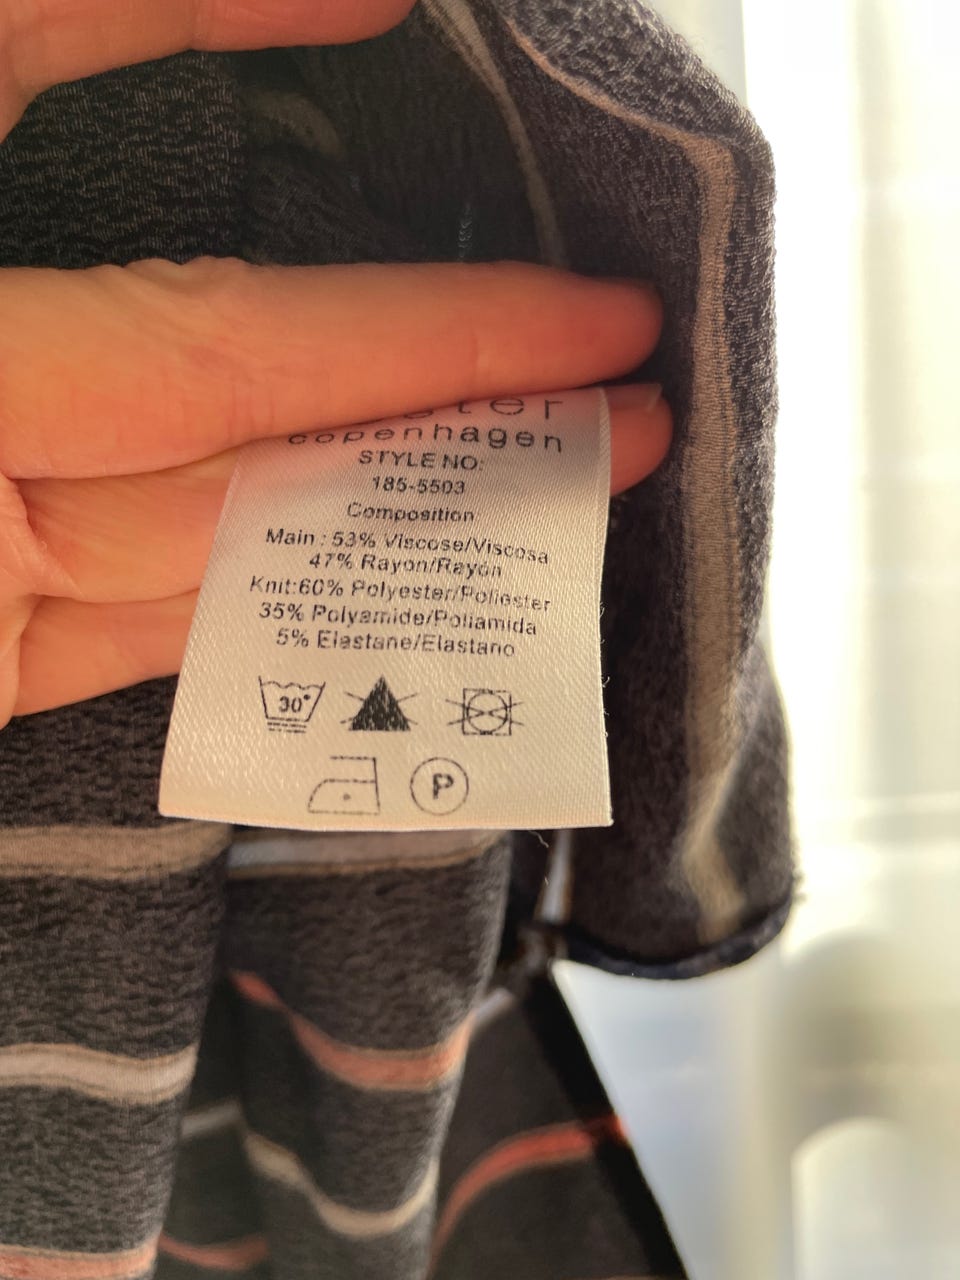 copenhagen
STYLE NO:
185-5503
Composition
Main : 53% Viscose/Viscosa
47% Rayon/Rayón
Knit:60% Polyester/Poliester
35% Polyamide/Poliamida
5% Elastane/Elastano
30°
P